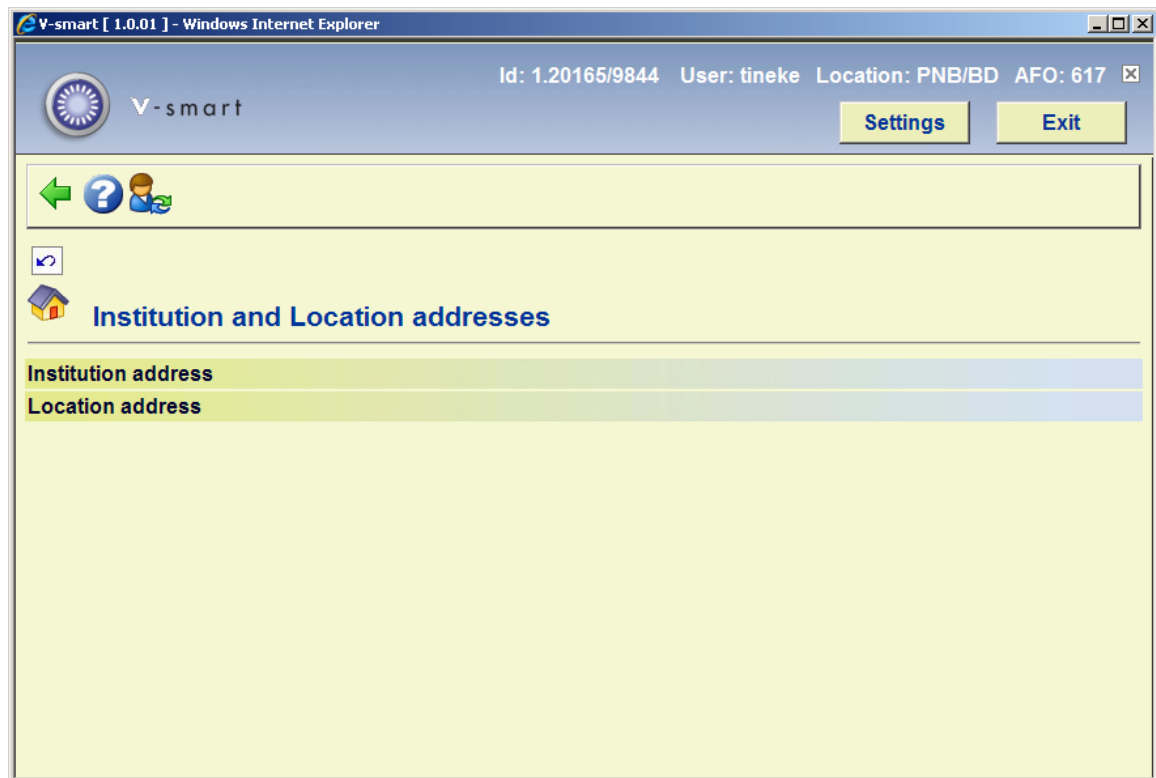 V-smart [ 1.0.01 ] - Windows Internet Explorer
Id: 1.20165/9844 User: tineke Location: PNB/BD AFO: 617
V-smart
Settings Exit
Institution and Location addresses
Institution address
Location address